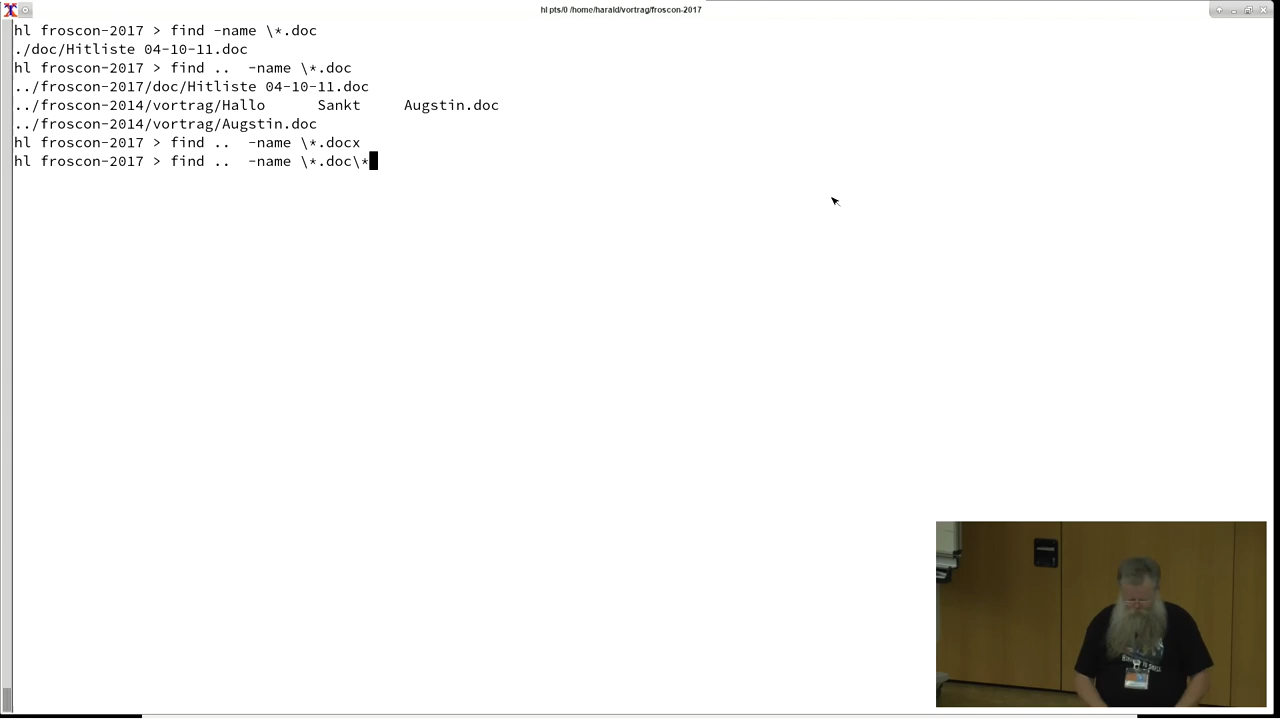 hl pts/0 /home/harald/vortrag/froscon-2017
hl froscon-2017 > find -name \*.doc
./doc/Hitliste 04-10-11.doc
hl froscon-2017 > find ..  -name \*.doc
../froscon-2017/doc/Hitliste 04-10-11.doc
../froscon-2014/vortrag/Hallo      Sankt     Augstin.doc
../froscon-2014/vortrag/Augstin.doc
hl froscon-2017 > find ..  -name \*.docx
hl froscon-2017 > find ..  -name \*.doc\*